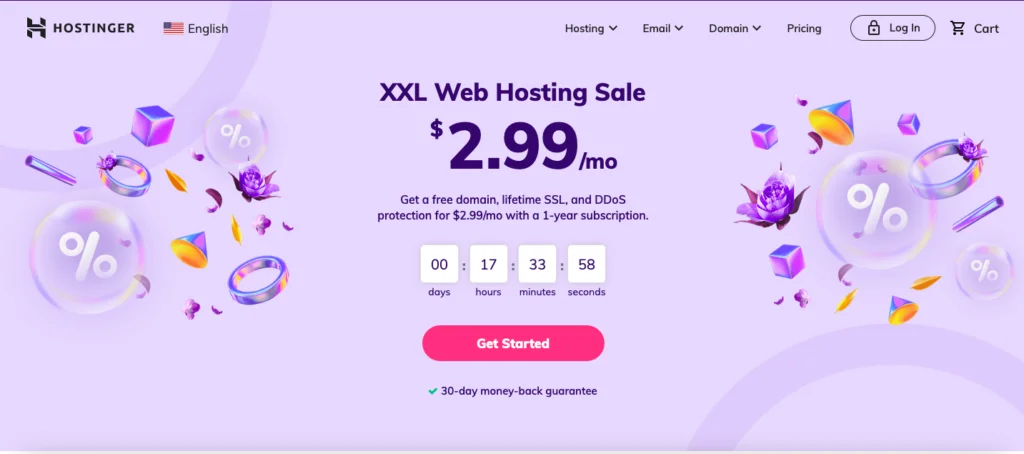 HOSTINGER English Hosting Email Domain Pricing Log In Cart
XXL Web Hosting Sale
$2.99/mo
Get a free domain, lifetime SSL, and DDoS
protection for $2.99/mo with a 1-year subscription.
00 : 17 : 33 : 58
days hours minutes seconds
Get Started
30-day money-back guarantee
%
%
%
%